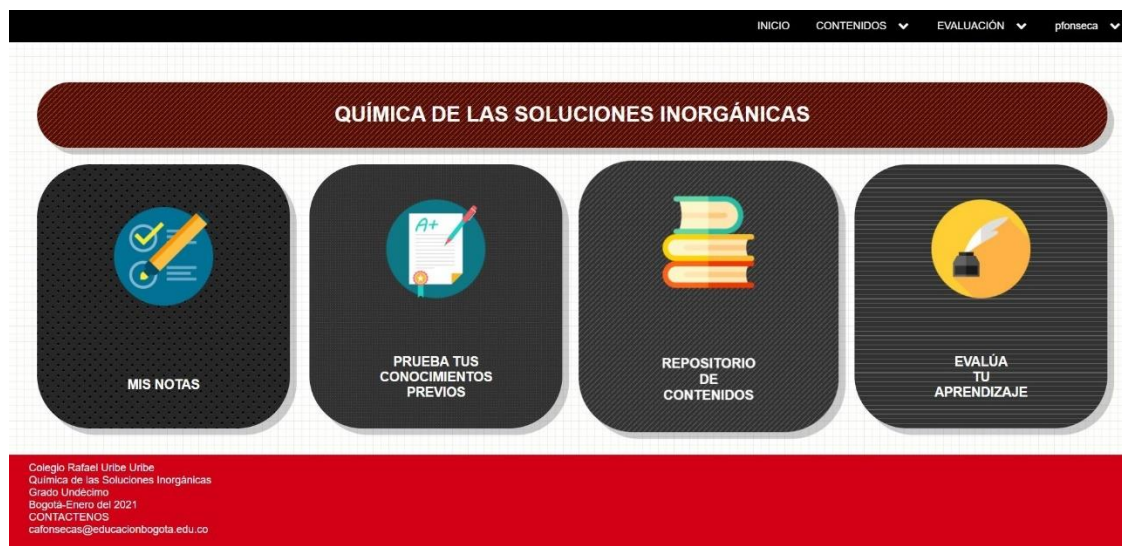 INICIO CONTENIDOS EVALUACIÓN pfonseca
QUÍMICA DE LAS SOLUCIONES INORGÁNICAS
A+
MIS NOTAS
PRUEBA TUS
CONOCIMIENTOS
PREVIOS
REPOSITORIO
DE
CONTENIDOS
EVALÚA
TU
APRENDIZAJE
Colegio Rafael Uribe Uribe
Química de las Soluciones Inorgánicas
Grado Undécimo
Bogotá-Enero del 2021
CONTACTENOS
cafonsecas@educacionbogota.edu.co